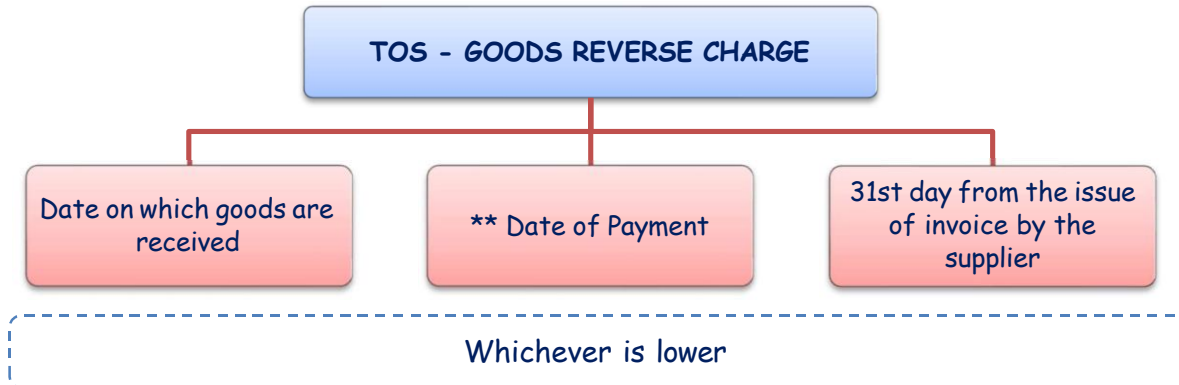 TOS - GOODS REVERSE CHARGE
Date on which goods are
received
** Date of Payment
31st day from the issue
of invoice by the
supplier
Whichever is lower